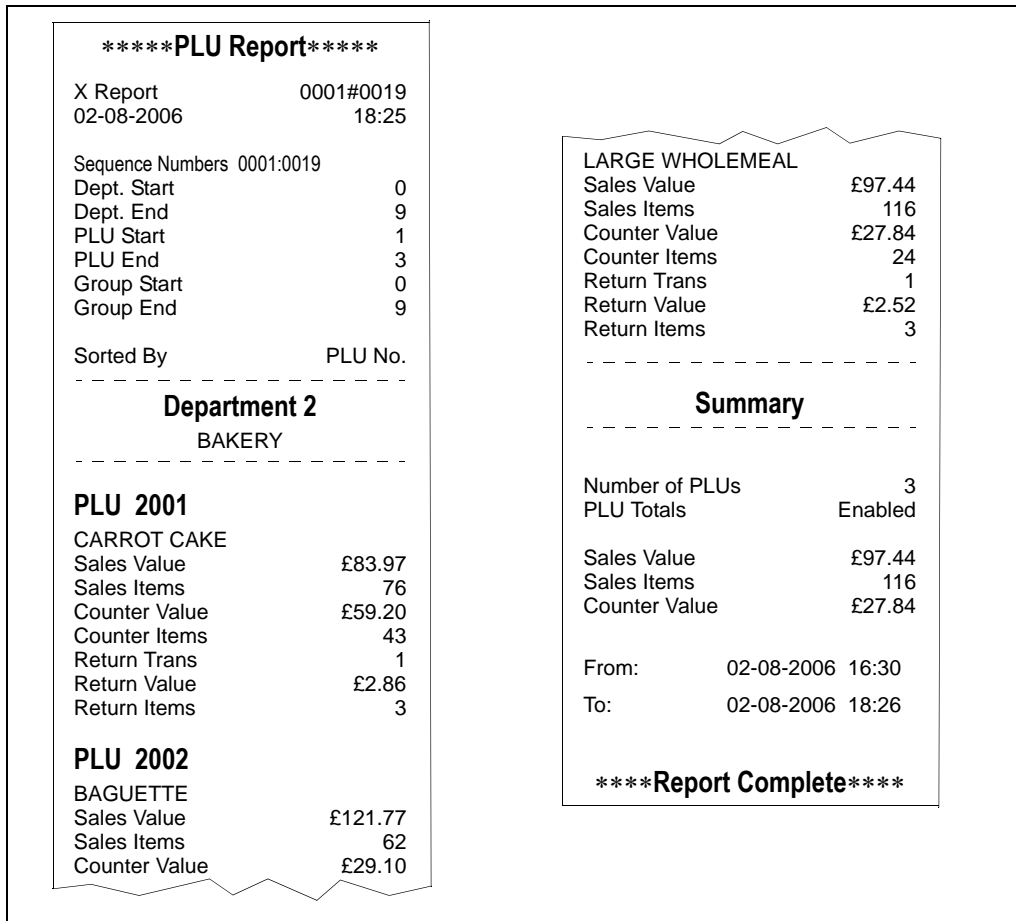 *****PLU Report*****
X Report 0001#0019
02-08-2006 18:25
Sequence Numbers 0001:0019
Dept. Start 0
Dept. End 9
PLU Start 1
PLU End 3
Group Start 0
Group End 9
Sorted By PLU No.
Department 2
BAKERY
PLU 2001
CARROT CAKE
Sales Value £83.97
Sales Items 76
Counter Value £59.20
Counter Items 43
Return Trans 1
Return Value £2.86
Return Items 3
PLU 2002
BAGUETTE
Sales Value £121.77
Sales Items 62
Counter Value £29.10
LARGE WHOLEMEAL
Sales Value £97.44
Sales Items 116
Counter Value £27.84
Counter Items 24
Return Trans 1
Return Value £2.52
Return Items 3
Summary
Number of PLUs 3
PLU Totals Enabled
Sales Value £97.44
Sales Items 116
Counter Value £27.84
From: 02-08-2006 16:30
To: 02-08-2006 18:26
****Report Complete****